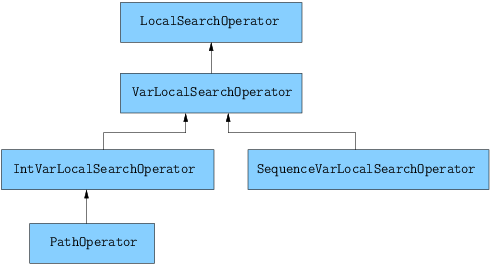 LocalSearchOperator
VarLocalSearchOperator
IntVarLocalSearchOperator
SequenceVarLocalSearchOperator
PathOperator